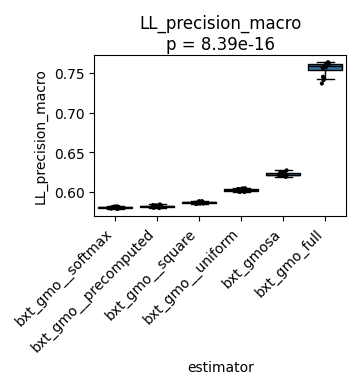 LL_precision_macro
p = 8.39e-16
LL_precision_macro
0.75
0.70
0.65
0.60
bxt_gmo__softmax
bxt_gmo__precomputed
bxt_gmo__square
bxt_gmo__uniform
bxt_gmosa
bxt_gmo_full
estimator